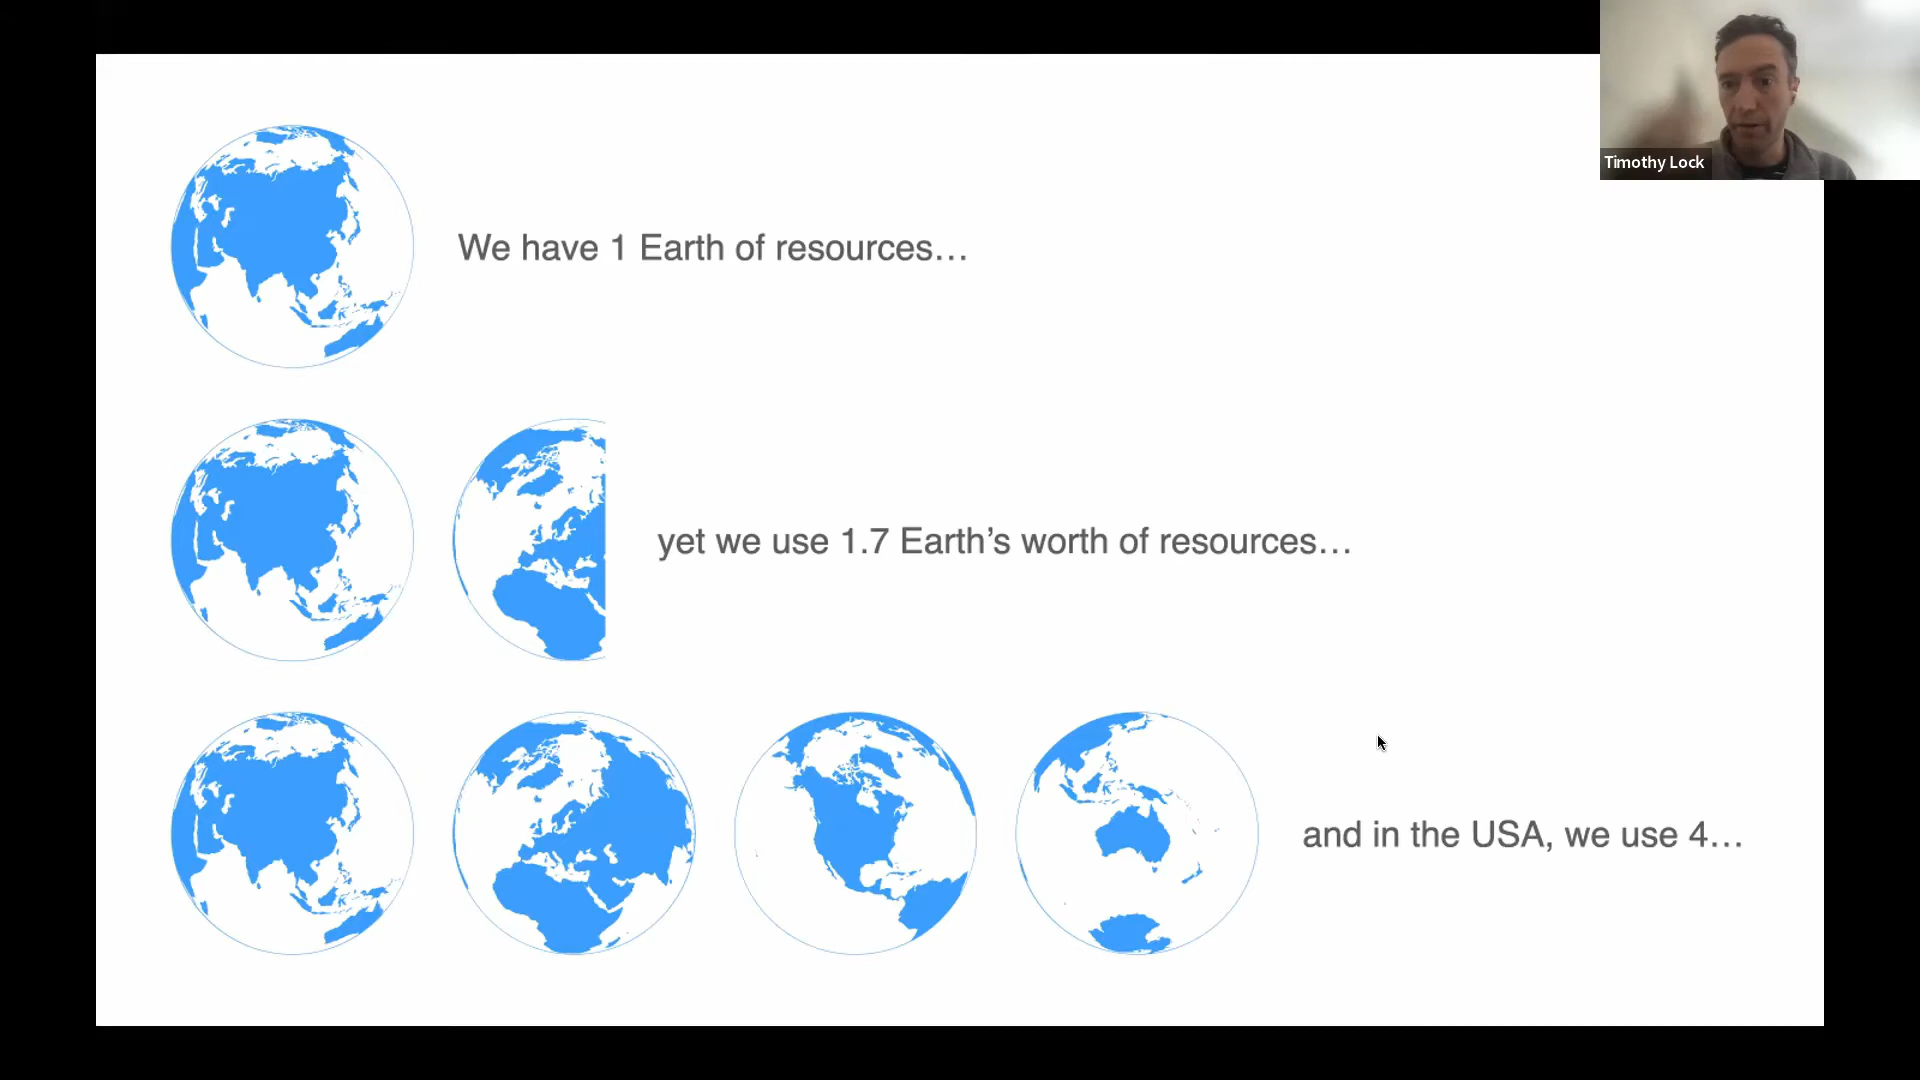 Timothy Lock
We have 1 Earth of resources…
yet we use 1.7 Earth’s worth of resources…
and in the USA, we use 4…